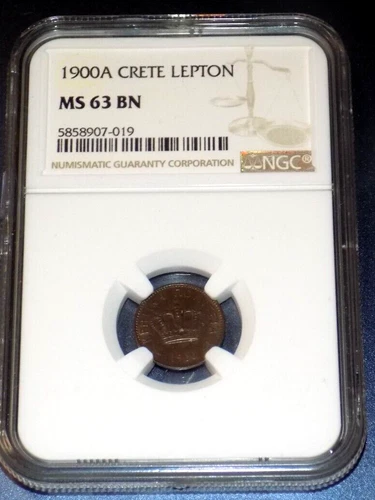 1900A CRETE LEPTON
MS 63 BN
5858907-019
NUMISMATIC GUARANTY CORPORATION
NGC®